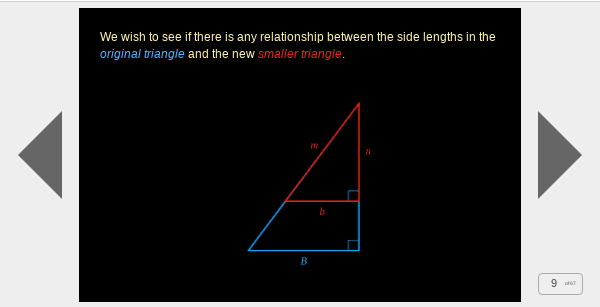 We wish to see if there is any relationship between the side lengths in the
original triangle and the new smaller triangle.
m
n
b
B
9 of 67